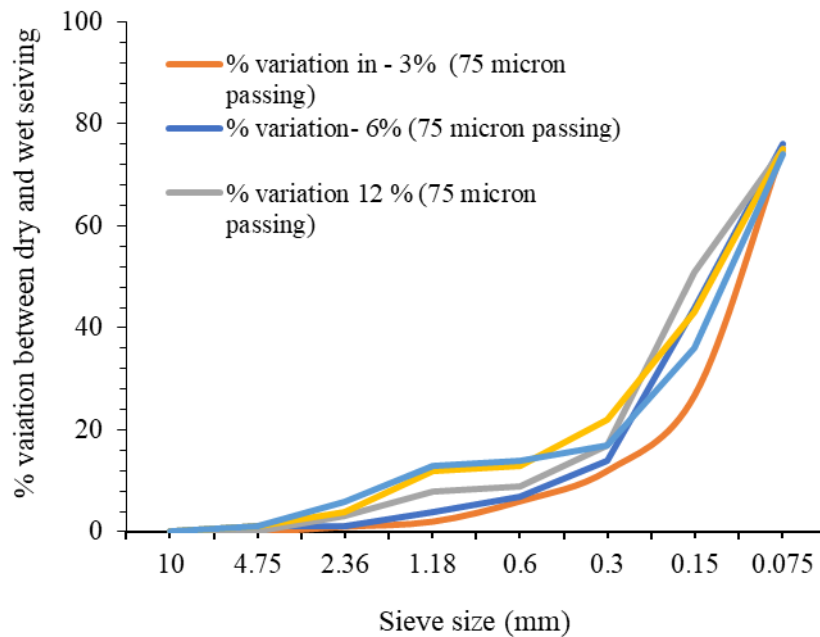 100
80
60
40
20
0
% vaiation between dry and wet seiving
% variation in - 3% (75 micron
passing)
% variation- 6% (75 micron passing)
% variation 12 % (75 micron
passing)
10 4.75 2.36 1.18 0.6 0.3 0.15 0.075
Sieve size (mm)